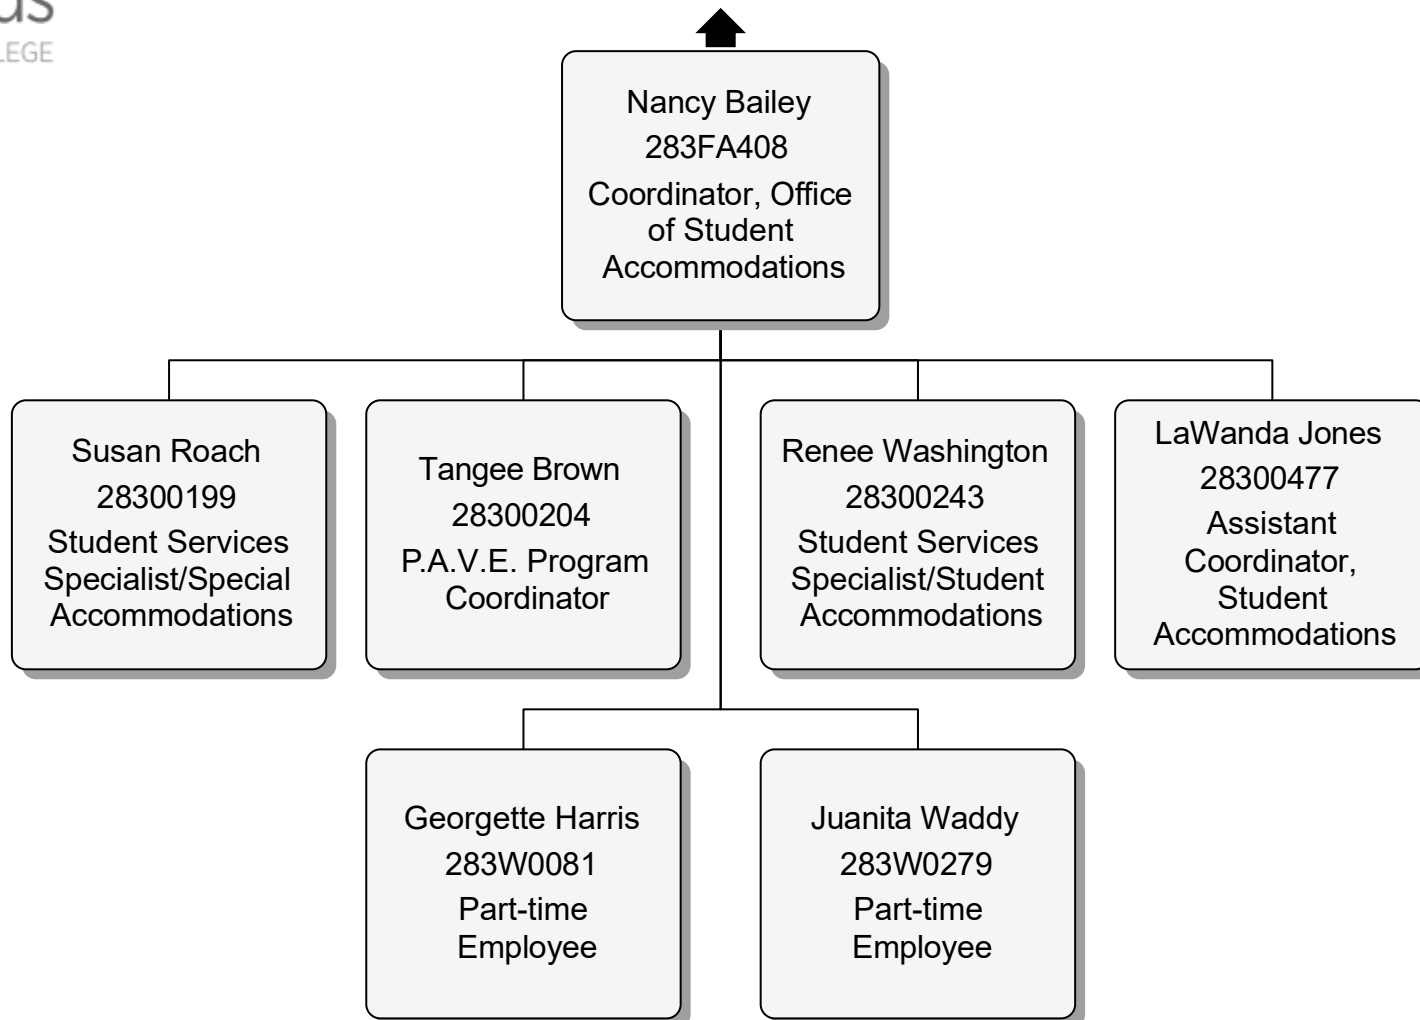 LEGE
Nancy Bailey
283FA408
Coordinator, Office
of Student
Accommodations
Susan Roach
28300199
Student Services
Specialist/Special
Accommodations
Tangee Brown
28300204
P.A.V.E. Program
Coordinator
Renee Washington
28300243
Student Services
Specialist/Student
Accommodations
LaWanda Jones
28300477
Assistant
Coordinator,
Student
Accommodations
Georgette Harris
283W0081
Part-time
Employee
Juanita Waddy
283W0279
Part-time
Employee